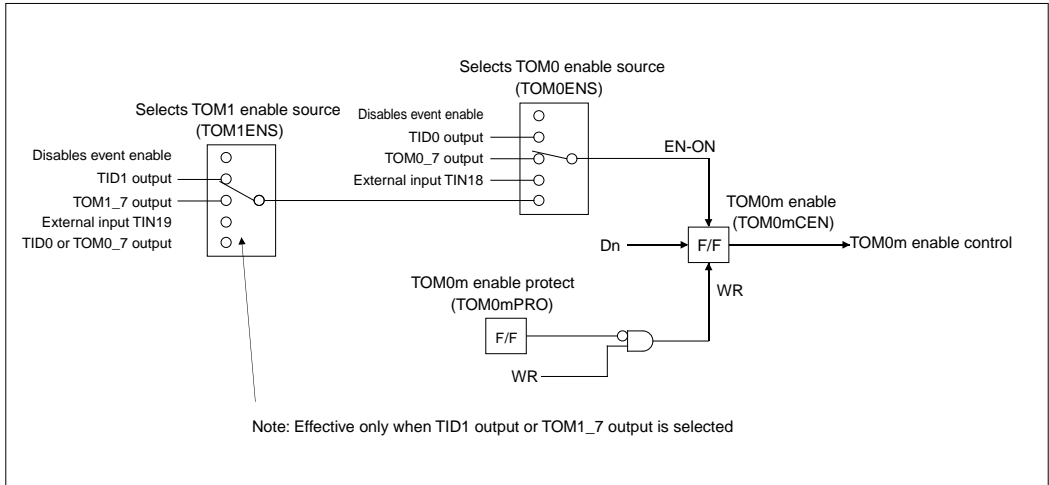 Selects TOM0 enable source
(TOM0ENS)
Selects TOM1 enable source
(TOM1ENS)
Disables event enable
TID0 output
TOM0_7 output
External input TIN18
Disables event enable
TID1 output
TOM1_7 output
External input TIN19
TID0 or TOM0_7 output
EN-ON
TOM0m enable
(TOM0mCEN)
Dn
F/F
TOM0m enable control
TOM0m enable protect
(TOM0mPRO)
WR
F/F
WR
Note: Effective only when TID1 output or TOM1_7 output is selected